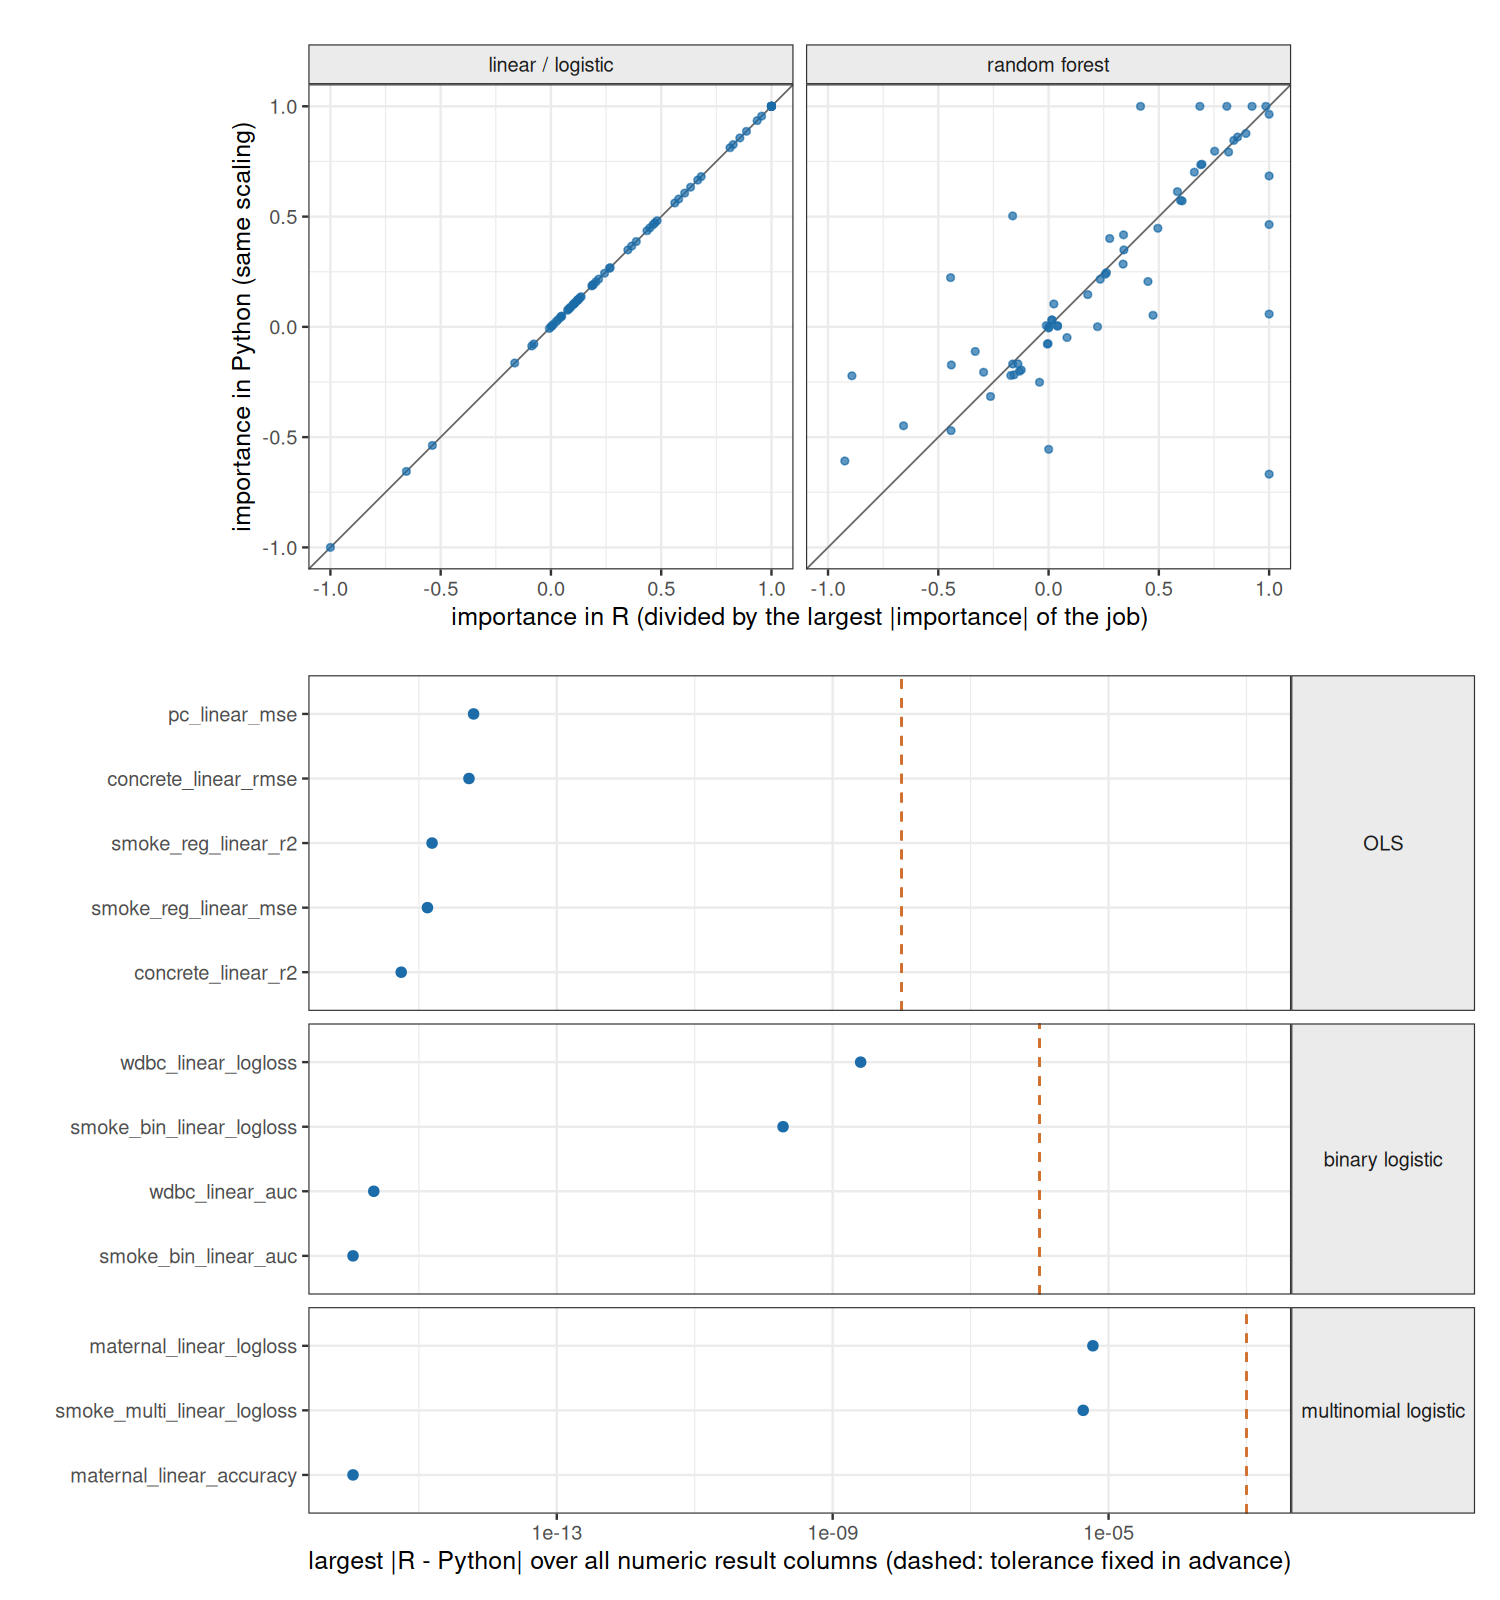 linear / logistic
random forest
importance in Python (same scaling)
1.0
0.5
0.0
-0.5
-1.0
-1.0 -0.5 0.0 0.5 1.0
-1.0 -0.5 0.0 0.5 1.0
importance in R (divided by the largest |importance| of the job)
pc_linear_mse
concrete_linear_rmse
smoke_reg_linear_r2
smoke_reg_linear_mse
concrete_linear_r2
OLS
wdbc_linear_logloss
smoke_bin_linear_logloss
wdbc_linear_auc
smoke_bin_linear_auc
binary logistic
maternal_linear_logloss
smoke_multi_linear_logloss
maternal_linear_accuracy
multinomial logistic
1e-13 1e-09 1e-05
largest |R - Python| over all numeric result columns (dashed: tolerance fixed in advance)